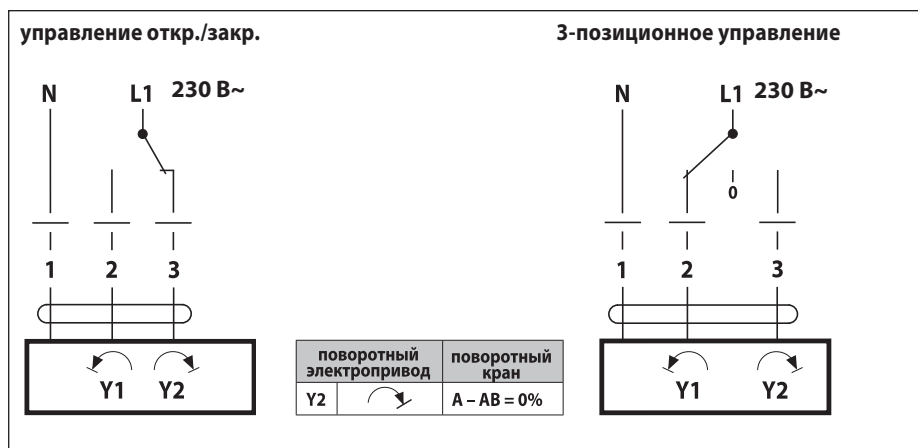 управление откр./закр.
N L1 230 В~
1 2 3
Y1 Y2
поворотный электропривод
поворотный кран
Y2 A – AB = 0%
3-позиционное управление
N L1 230 В~
0
1 2 3
Y1 Y2